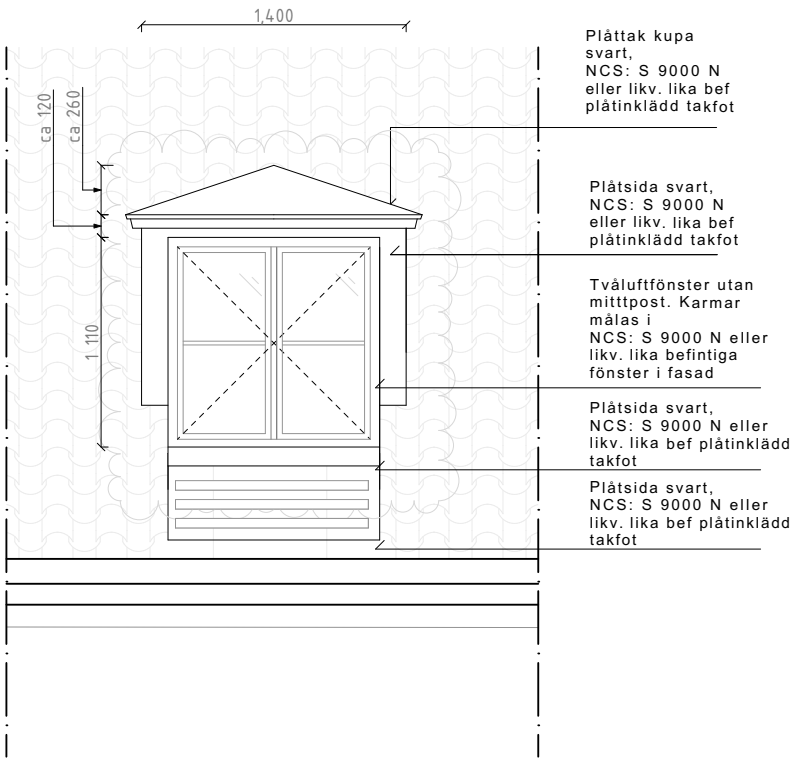 1,400
ca 120
ca 260
1 110
Plåttak kupa
svart,
NCS: S 9000 N
eller likv. lika bef
plåtinklädd takfot
Plåtsida svart,
NCS: S 9000 N
eller likv. lika bef
plåtinklädd takfot
Tvåluftfönster utan
mitttpost. Karmar
målas i
NCS: S 9000 N eller
likv. lika befintiga
fönster i fasad
Plåtsida svart,
NCS: S 9000 N eller
likv. lika bef plåtinklädd
takfot
Plåtsida svart,
NCS: S 9000 N eller
likv. lika bef plåtinklädd
takfot